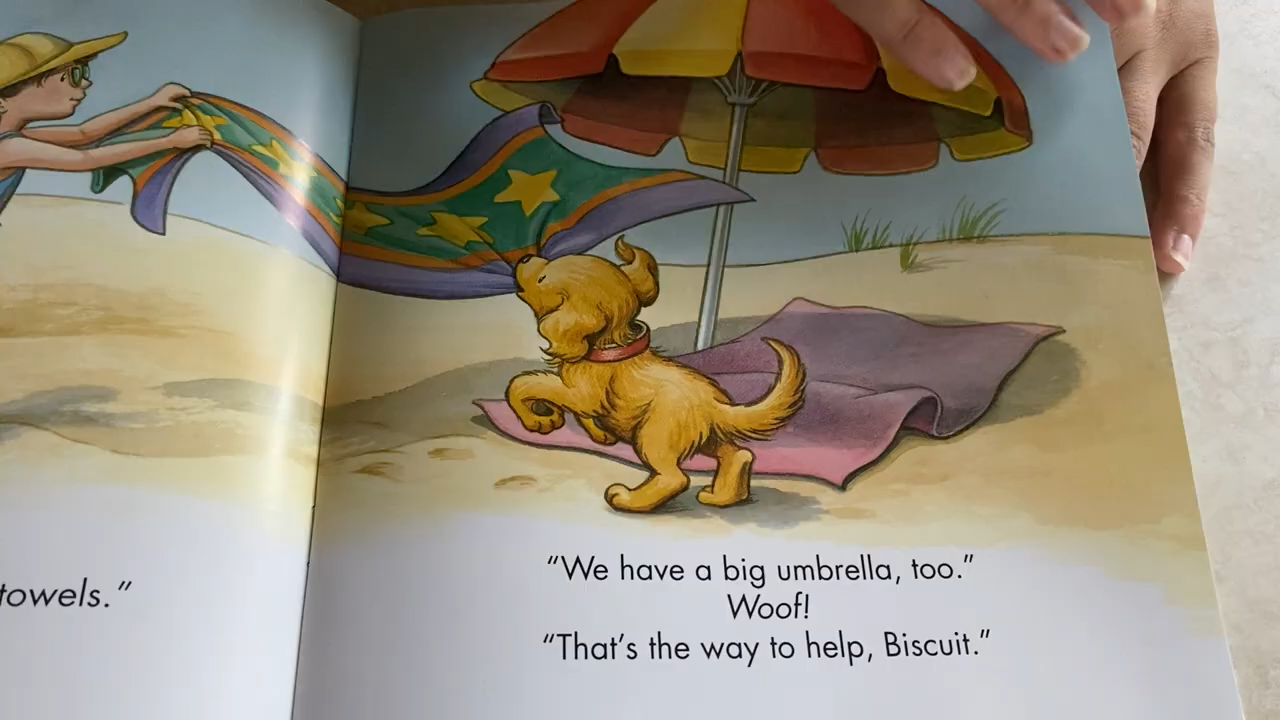 towels.”
“We have a big umbrella, too.”
Woof!
“That’s the way to help, Biscuit.”